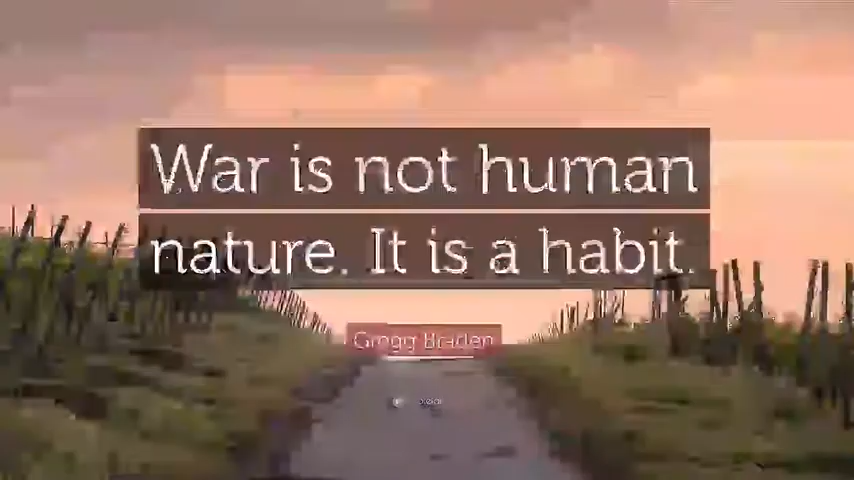 War is not human
nature. It is a habit.
Gregg Braden